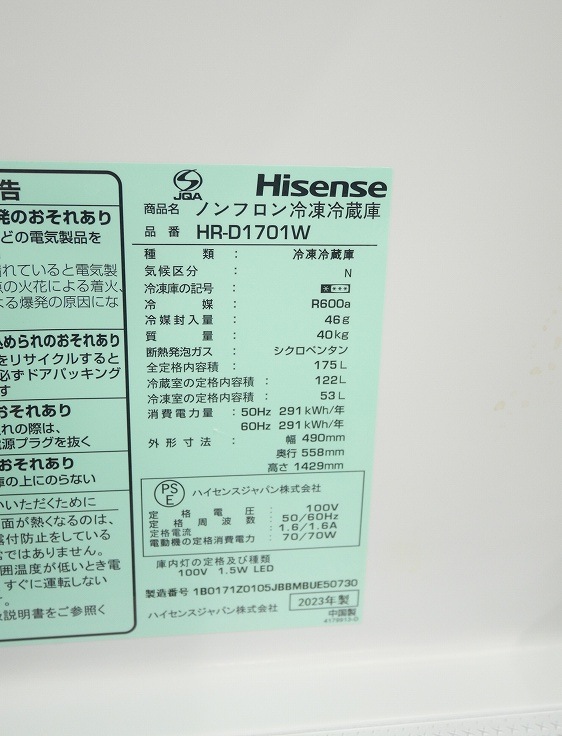 告
発のおそれあり
どの電気製品を
れていると電気製
点の火花による着火、
よる爆発の原因にな
込められのおそれあり
をリサイクルすると
必ずドアパッキング
す
のおそれあり
入れの際は、
電源プラグを抜く
おそれあり
庫の上にのらない
いいただくために
面が熱くなるのは、
露付防止をしている
常ではありません。
囲温度が低いとき電
すぐに運転しない
す。
扱説明書をご参照く
JQA
Hisense
商品名 ノンフロン冷凍冷蔵庫
品番 HR-D1701W
種類 : 冷凍冷蔵庫
気候区分 : N
冷凍庫の記号 : ****
冷媒 : R600a
冷媒封入量 : 46g
質量 : 40kg
断熱発泡ガス : シクロペンタン
全定格内容積 : 175L
冷蔵室の定格内容積 : 122L
冷凍室の定格内容積 : 53L
消費電力量 : 50Hz 291kWh/年
60Hz 291kWh/年
外形寸法 : 幅 490mm
奥行 558mm
高さ 1429mm
PS
E
ハイセンスジャパン株式会社
定格電圧 : 100V
定格周波数 : 50/60Hz
定格電流 : 1.6/1.6A
電動機の定格消費電力 : 70/70W
庫内灯の定格及び種類
100V 1.5W LED
製造番号 1B0171Z0105JBBMBUE50730
ハイセンスジャパン株式会社
2023年製
中国製